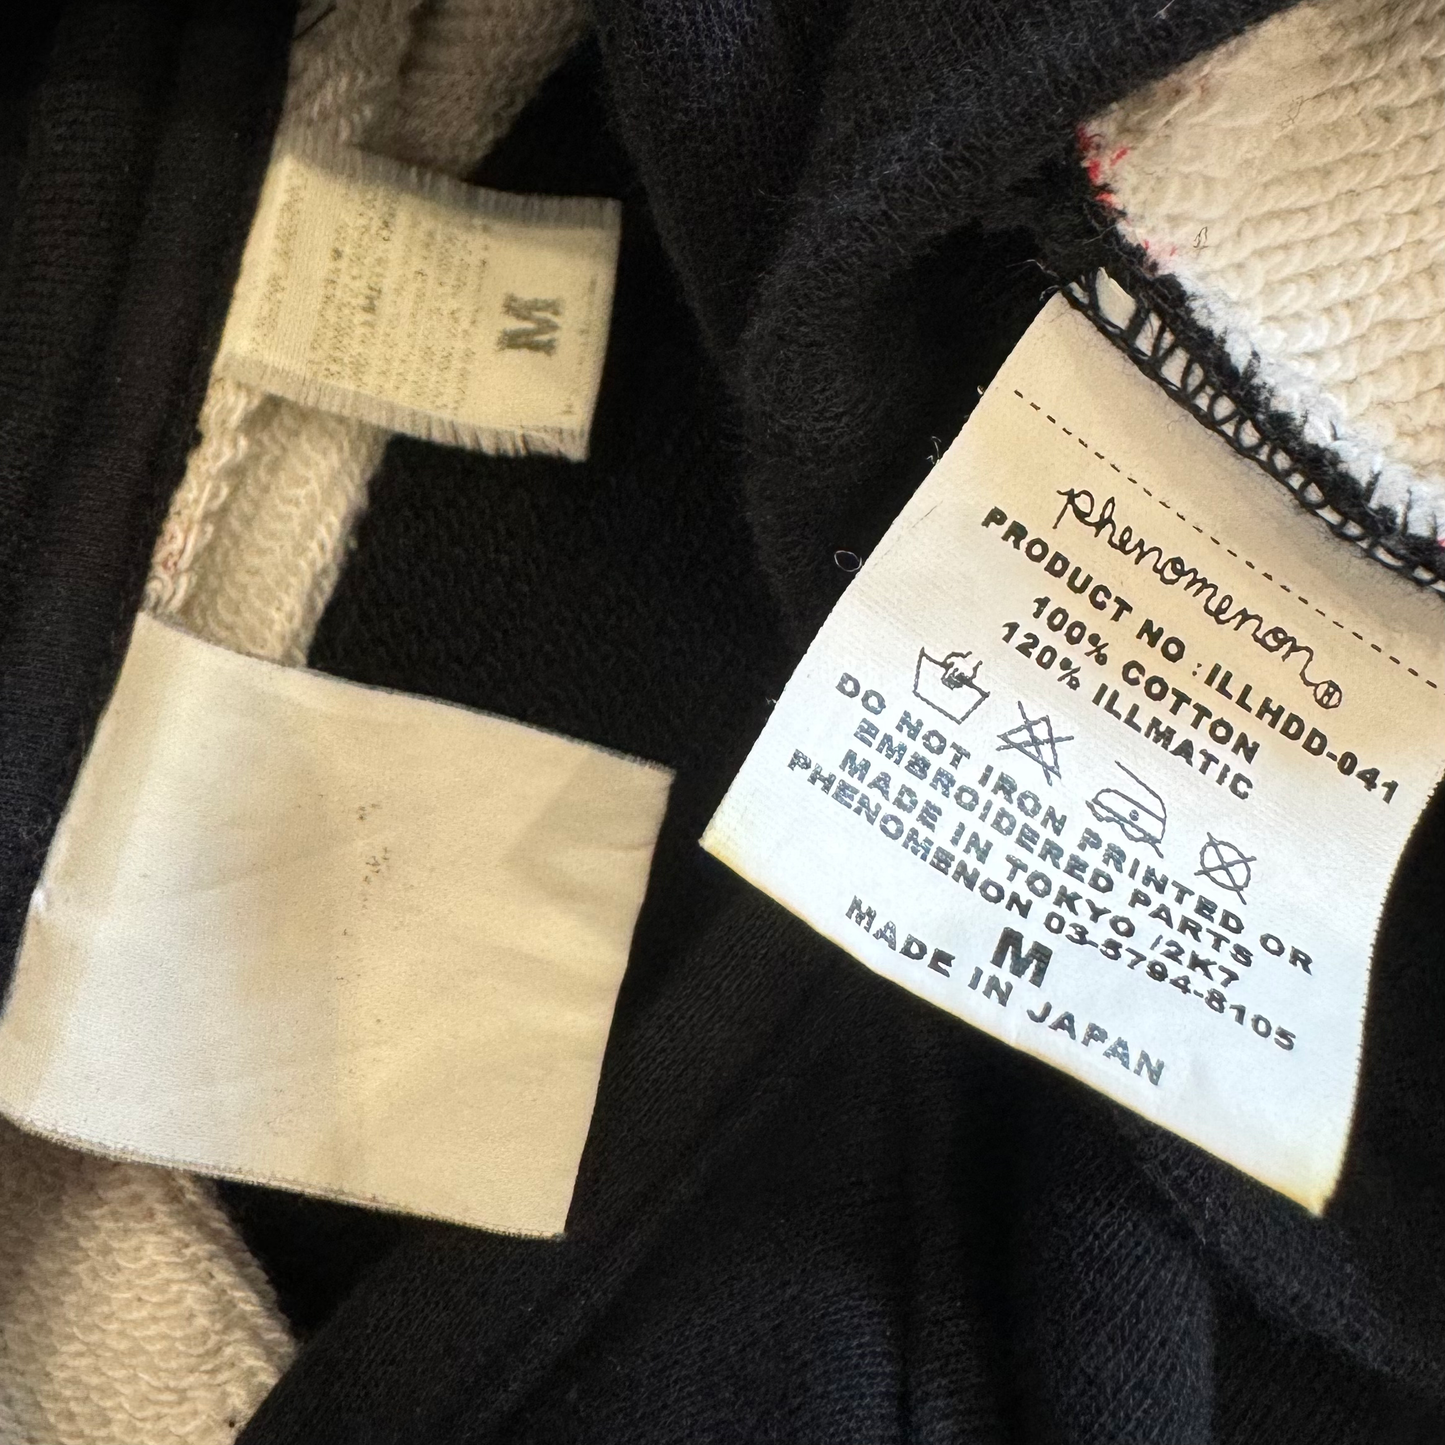 M
phenomenon®
PRODUCT NO:ILLHDD-041
100% COTTON
120% ILLMATIC
DO NOT IRON PRINTED OR
EMBROIDERED PARTS
MADE IN TOKYO /2K7
PHENOMENON 03-5794-8105
M
MADE IN JAPAN